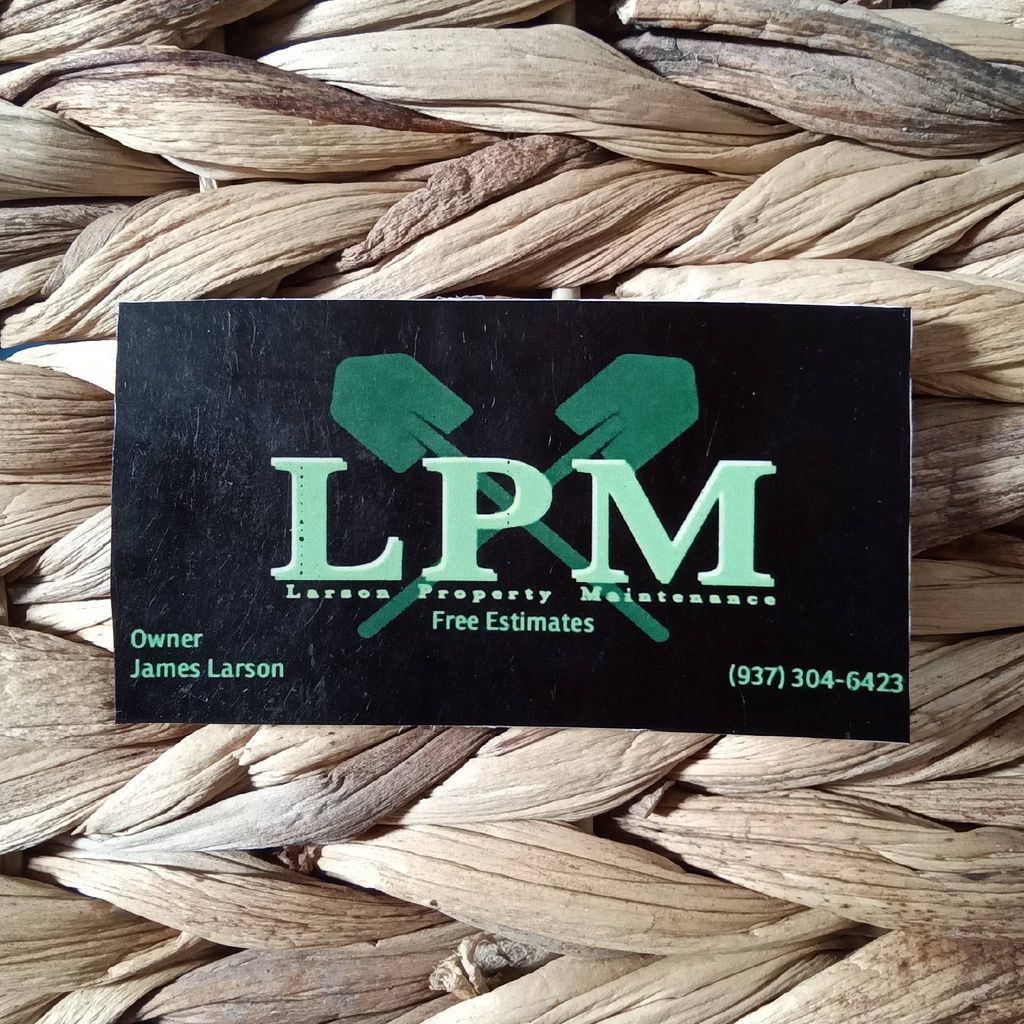 LPM
Larson Property Maintenance
Free Estimates
Owner
James Larson
(937) 304-6423